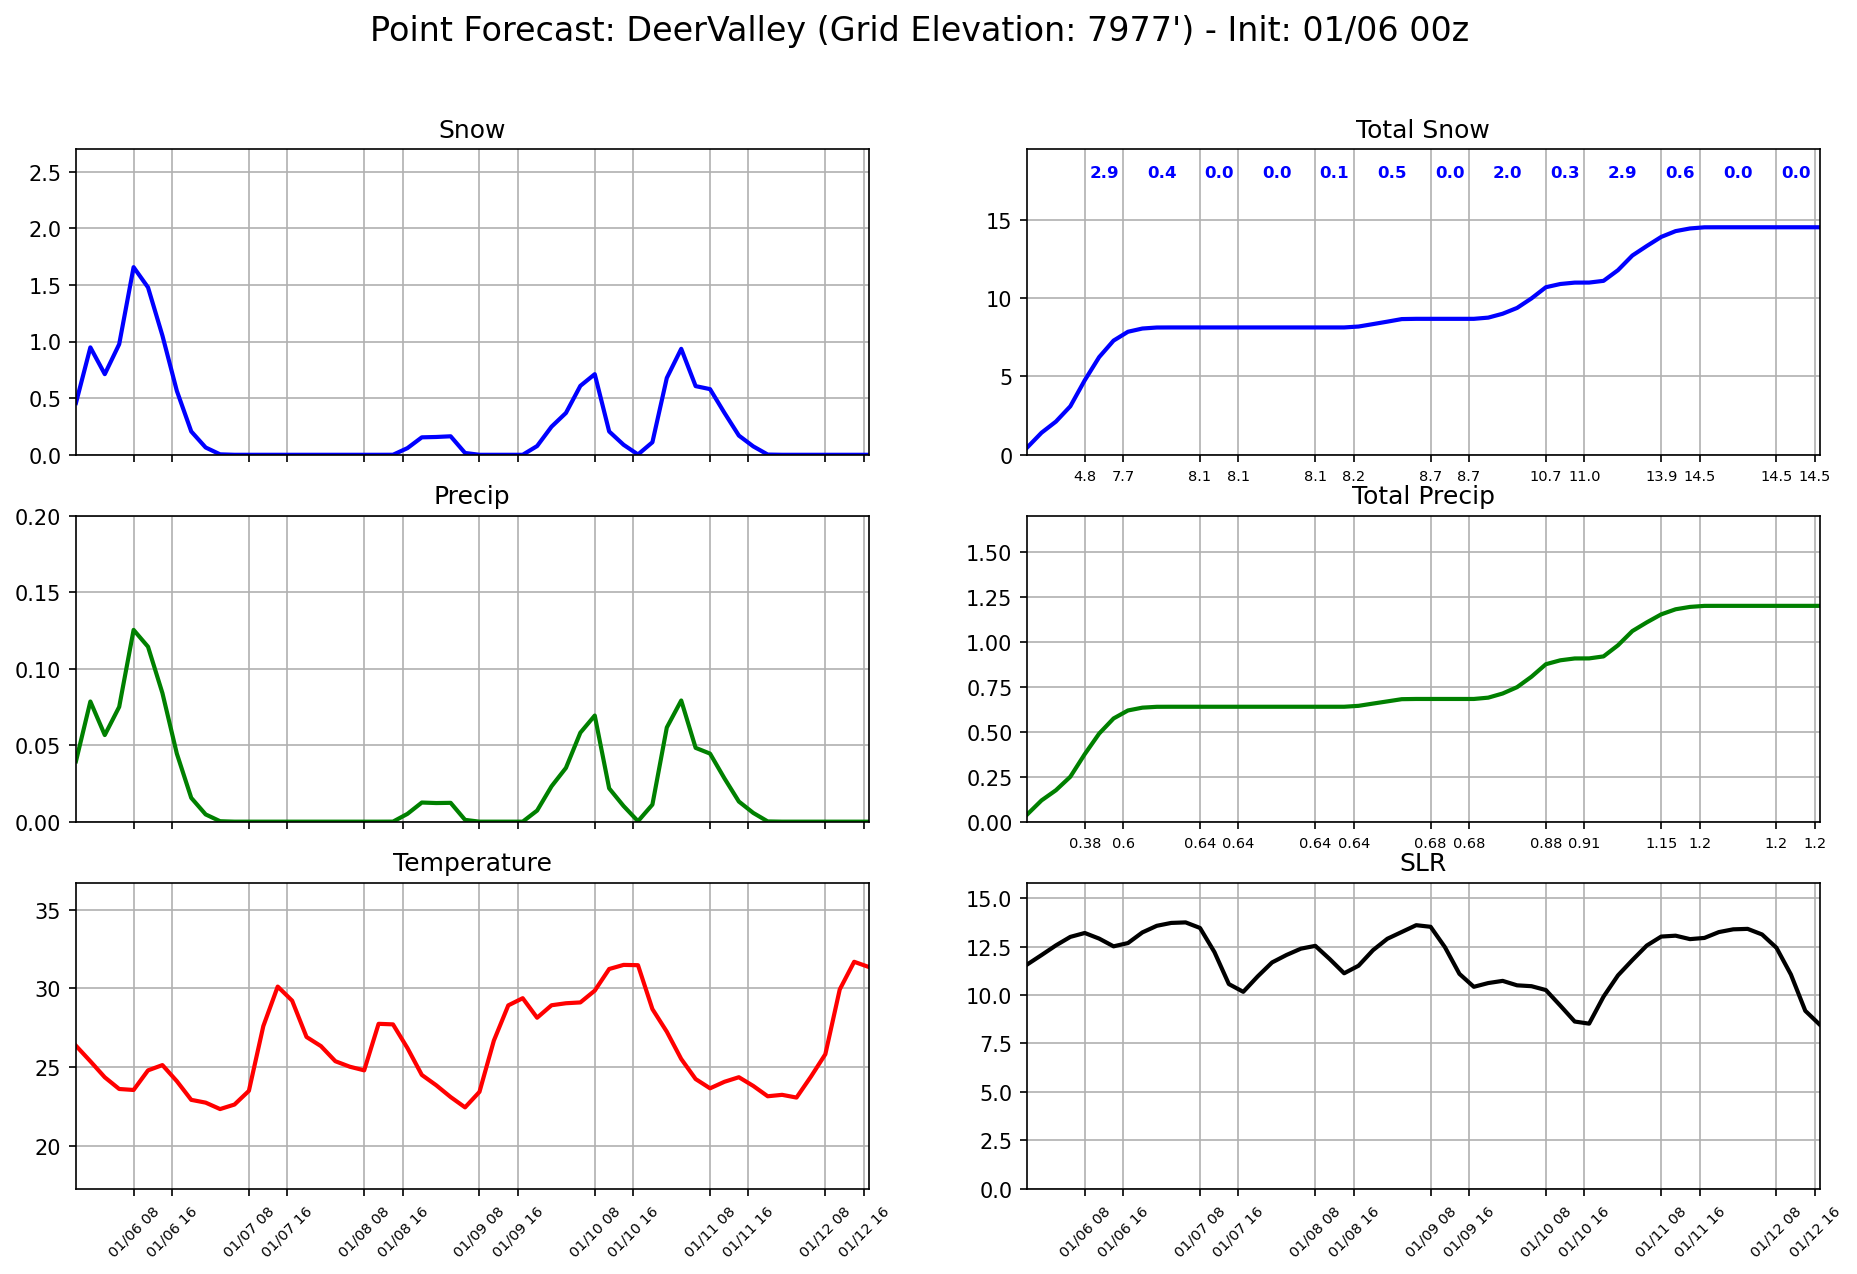 Point Forecast: DeerValley (Grid Elevation: 7977') - Init: 01/06 00z
Snow
2.5
2.0
1.5
1.0
0.5
0.0
Total Snow
2.9 0.4 0.0 0.0 0.1 0.5 0.0 2.0 0.3 2.9 0.6 0.0 0.0
15
10
5
0
4.8 7.7 8.1 8.1 8.1 8.2 8.7 8.7 10.7 11.0 13.9 14.5 14.5 14.5
Precip
0.20
0.15
0.10
0.05
0.00
Total Precip
1.50
1.25
1.00
0.75
0.50
0.25
0.00
0.38 0.6 0.64 0.64 0.64 0.64 0.68 0.68 0.88 0.91 1.15 1.2 1.2 1.2
Temperature
35
30
25
20
01/06 08 01/06 16 01/07 08 01/07 16 01/08 08 01/08 16 01/09 08 01/09 16 01/10 08 01/10 16 01/11 08 01/11 16 01/12 08 01/12 16
SLR
15.0
12.5
10.0
7.5
5.0
2.5
0.0
01/06 08 01/06 16 01/07 08 01/07 16 01/08 08 01/08 16 01/09 08 01/09 16 01/10 08 01/10 16 01/11 08 01/11 16 01/12 08 01/12 16